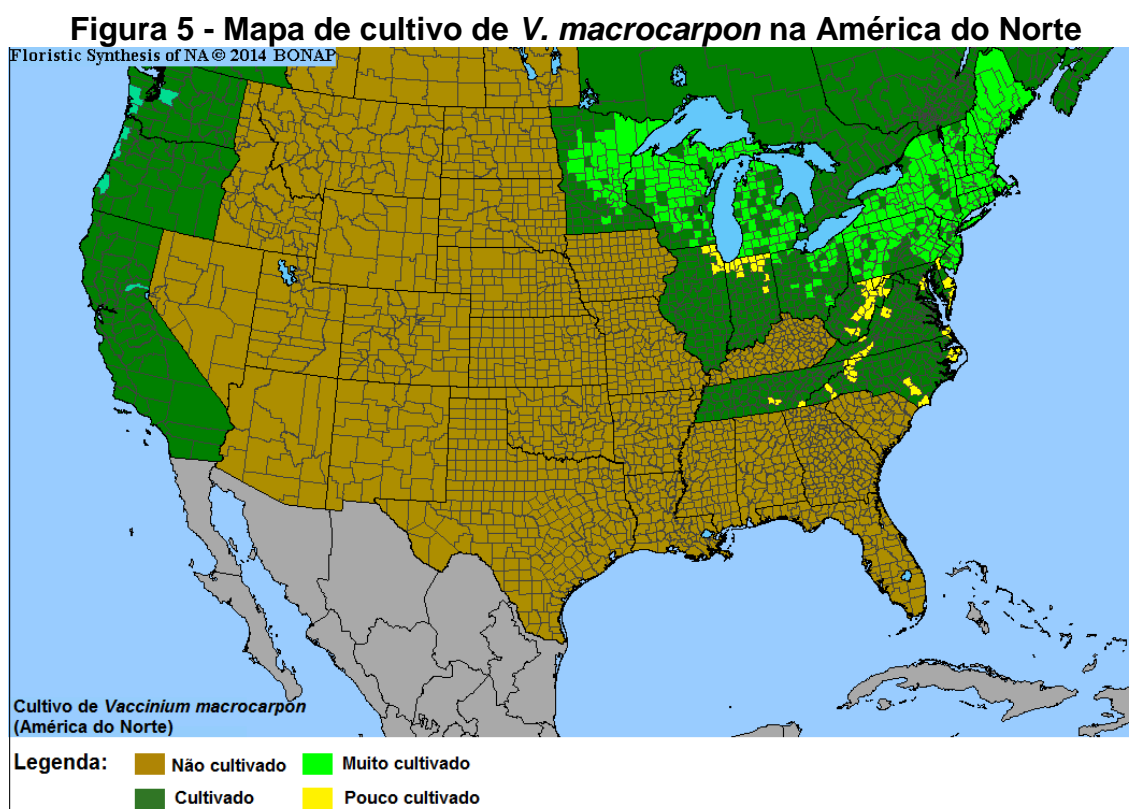 Figura 5 - Mapa de cultivo de V. macrocarpon na América do Norte
Floristic Synthesis of NA © 2014 BONAP
Cultivo de Vaccinium macrocarpon
(América do Norte)
Legenda:
Não cultivado
Muito cultivado
Cultivado
Pouco cultivado